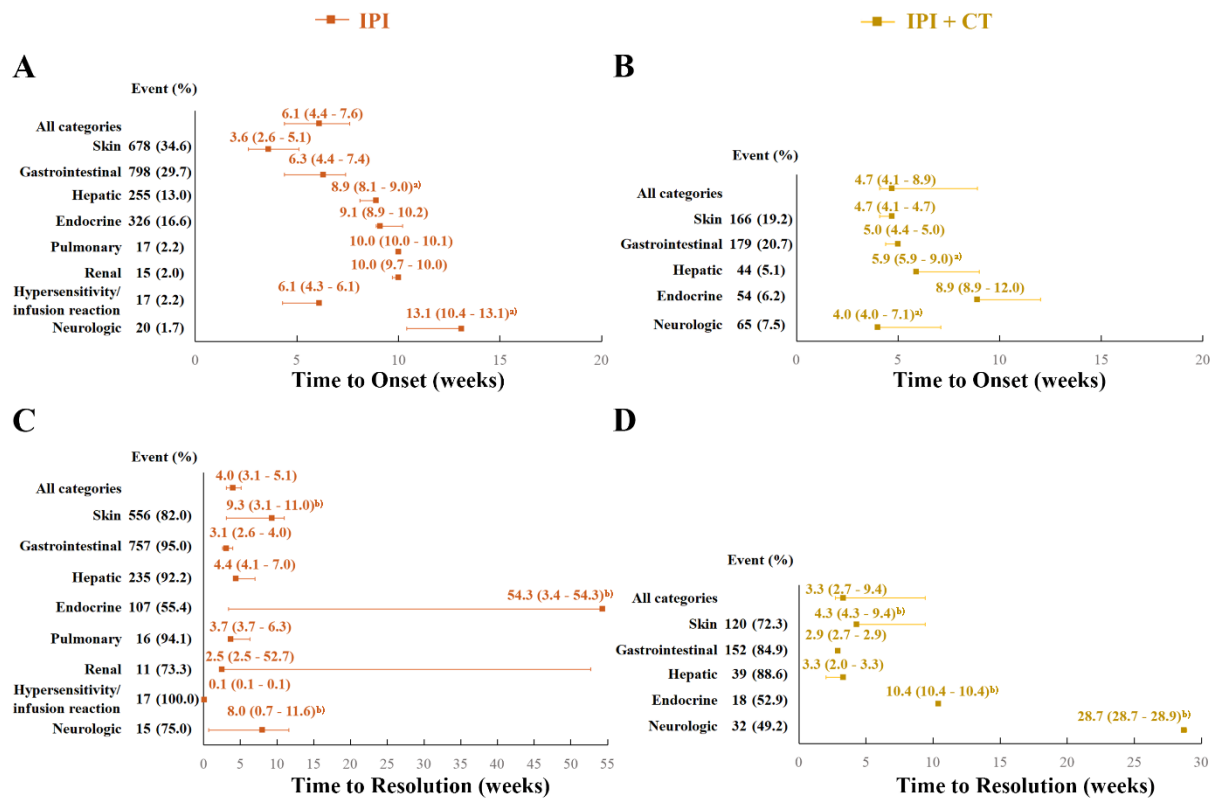 IPI
IPI + CT
A
Event (%)
All categories 6.1 (4.4 - 7.6)
Skin 678 (34.6) 3.6 (2.6 - 5.1)
Gastrointestinal 798 (29.7) 6.3 (4.4 - 7.4)
Hepatic 255 (13.0) 8.9 (8.1 - 9.0)a)
Endocrine 326 (16.6) 9.1 (8.9 - 10.2)
Pulmonary 17 (2.2) 10.0 (10.0 - 10.1)
Renal 15 (2.0) 10.0 (9.7 - 10.0)
Hypersensitivity/
infusion reaction 17 (2.2) 6.1 (4.3 - 6.1)
Neurologic 20 (1.7) 13.1 (10.4 - 13.1)a)
0 5 10 15 20
Time to Onset (weeks)
B
Event (%)
All categories 4.7 (4.1 - 8.9)
Skin 166 (19.2) 4.7 (4.1 - 4.7)
Gastrointestinal 179 (20.7) 5.0 (4.4 - 5.0)
Hepatic 44 (5.1) 5.9 (5.9 - 9.0)a)
Endocrine 54 (6.2) 8.9 (8.9 - 12.0)
Neurologic 65 (7.5) 4.0 (4.0 - 7.1)a)
0 5 10 15 20
Time to Onset (weeks)
C
Event (%)
All categories 4.0 (3.1 - 5.1)
Skin 556 (82.0) 9.3 (3.1 - 11.0)b)
Gastrointestinal 757 (95.0) 3.1 (2.6 - 4.0)
Hepatic 235 (92.2) 4.4 (4.1 - 7.0)
Endocrine 107 (55.4) 54.3 (3.4 - 54.3)b)
Pulmonary 16 (94.1) 3.7 (3.7 - 6.3)
Renal 11 (73.3) 2.5 (2.5 - 52.7)
Hypersensitivity/
infusion reaction 17 (100.0) 0.1 (0.1 - 0.1)
Neurologic 15 (75.0) 8.0 (0.7 - 11.6)b)
0 5 10 15 20 25 30 35 40 45 50 55
Time to Resolution (weeks)
D
Event (%)
All categories 3.3 (2.7 - 9.4)
Skin 120 (72.3) 4.3 (4.3 - 9.4)b)
Gastrointestinal 152 (84.9) 2.9 (2.7 - 2.9)
Hepatic 39 (88.6) 3.3 (2.0 - 3.3)
Endocrine 18 (52.9) 10.4 (10.4 - 10.4)b)
Neurologic 32 (49.2) 28.7 (28.7 - 28.9)b)
0 5 10 15 20 25 30
Time to Resolution (weeks)